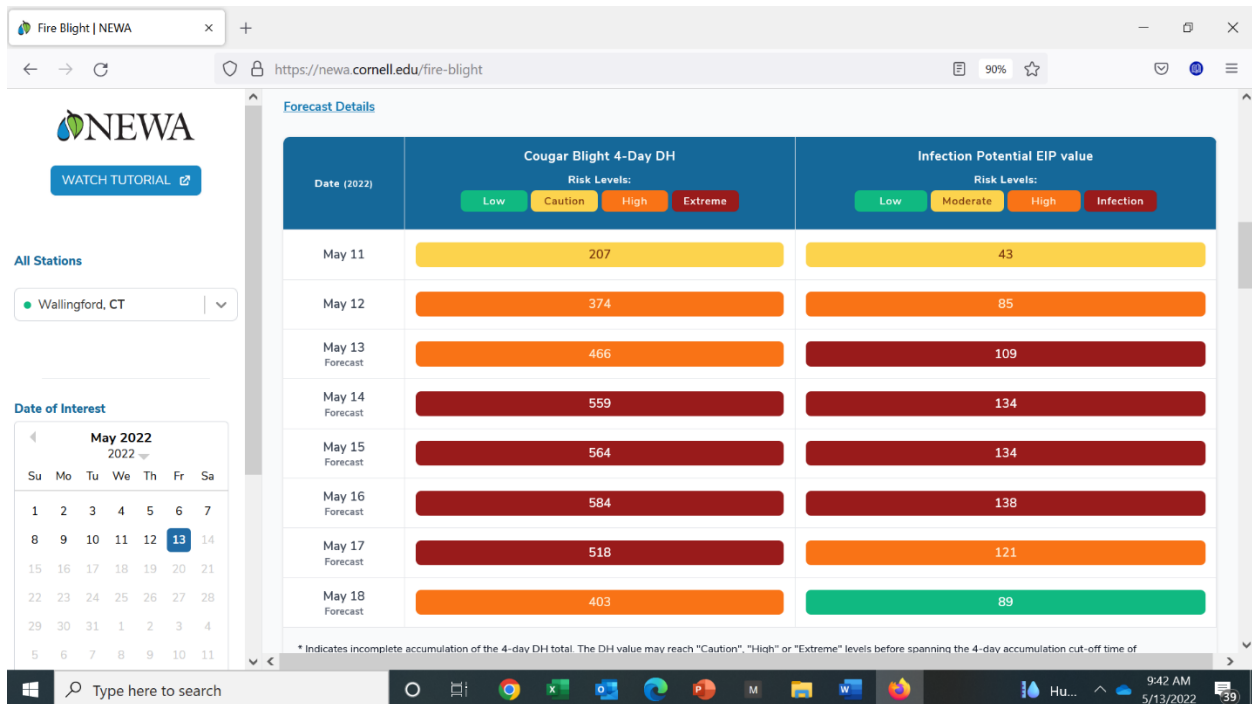 Fire Blight | NEWA
https://newa.cornell.edu/fire-blight
90%
NEWA
WATCH TUTORIAL
All Stations
Wallingford, CT
Date of Interest
May 2022
2022
Su Mo Tu We Th Fr Sa
1 2 3 4 5 6 7
8 9 10 11 12 13 14
15 16 17 18 19 20 21
22 23 24 25 26 27 28
29 30 31 1 2 3 4
5 6 7 8 9 10 11
Forecast Details
Date (2022)
Cougar Blight 4-Day DH
Risk Levels:
Low Caution High Extreme
Infection Potential EIP value
Risk Levels:
Low Moderate High Infection
May 11 207 43
May 12 374 85
May 13 466 109
Forecast
May 14 559 134
Forecast
May 15 564 134
Forecast
May 16 584 138
Forecast
May 17 518 121
Forecast
May 18 403 89
Forecast
* Indicates incomplete accumulation of the 4-day DH total. The DH value may reach "Caution", "High" or "Extreme" levels before spanning the 4-day accumulation cut-off time of
Type here to search
Hu...
9:42 AM
5/13/2022
39